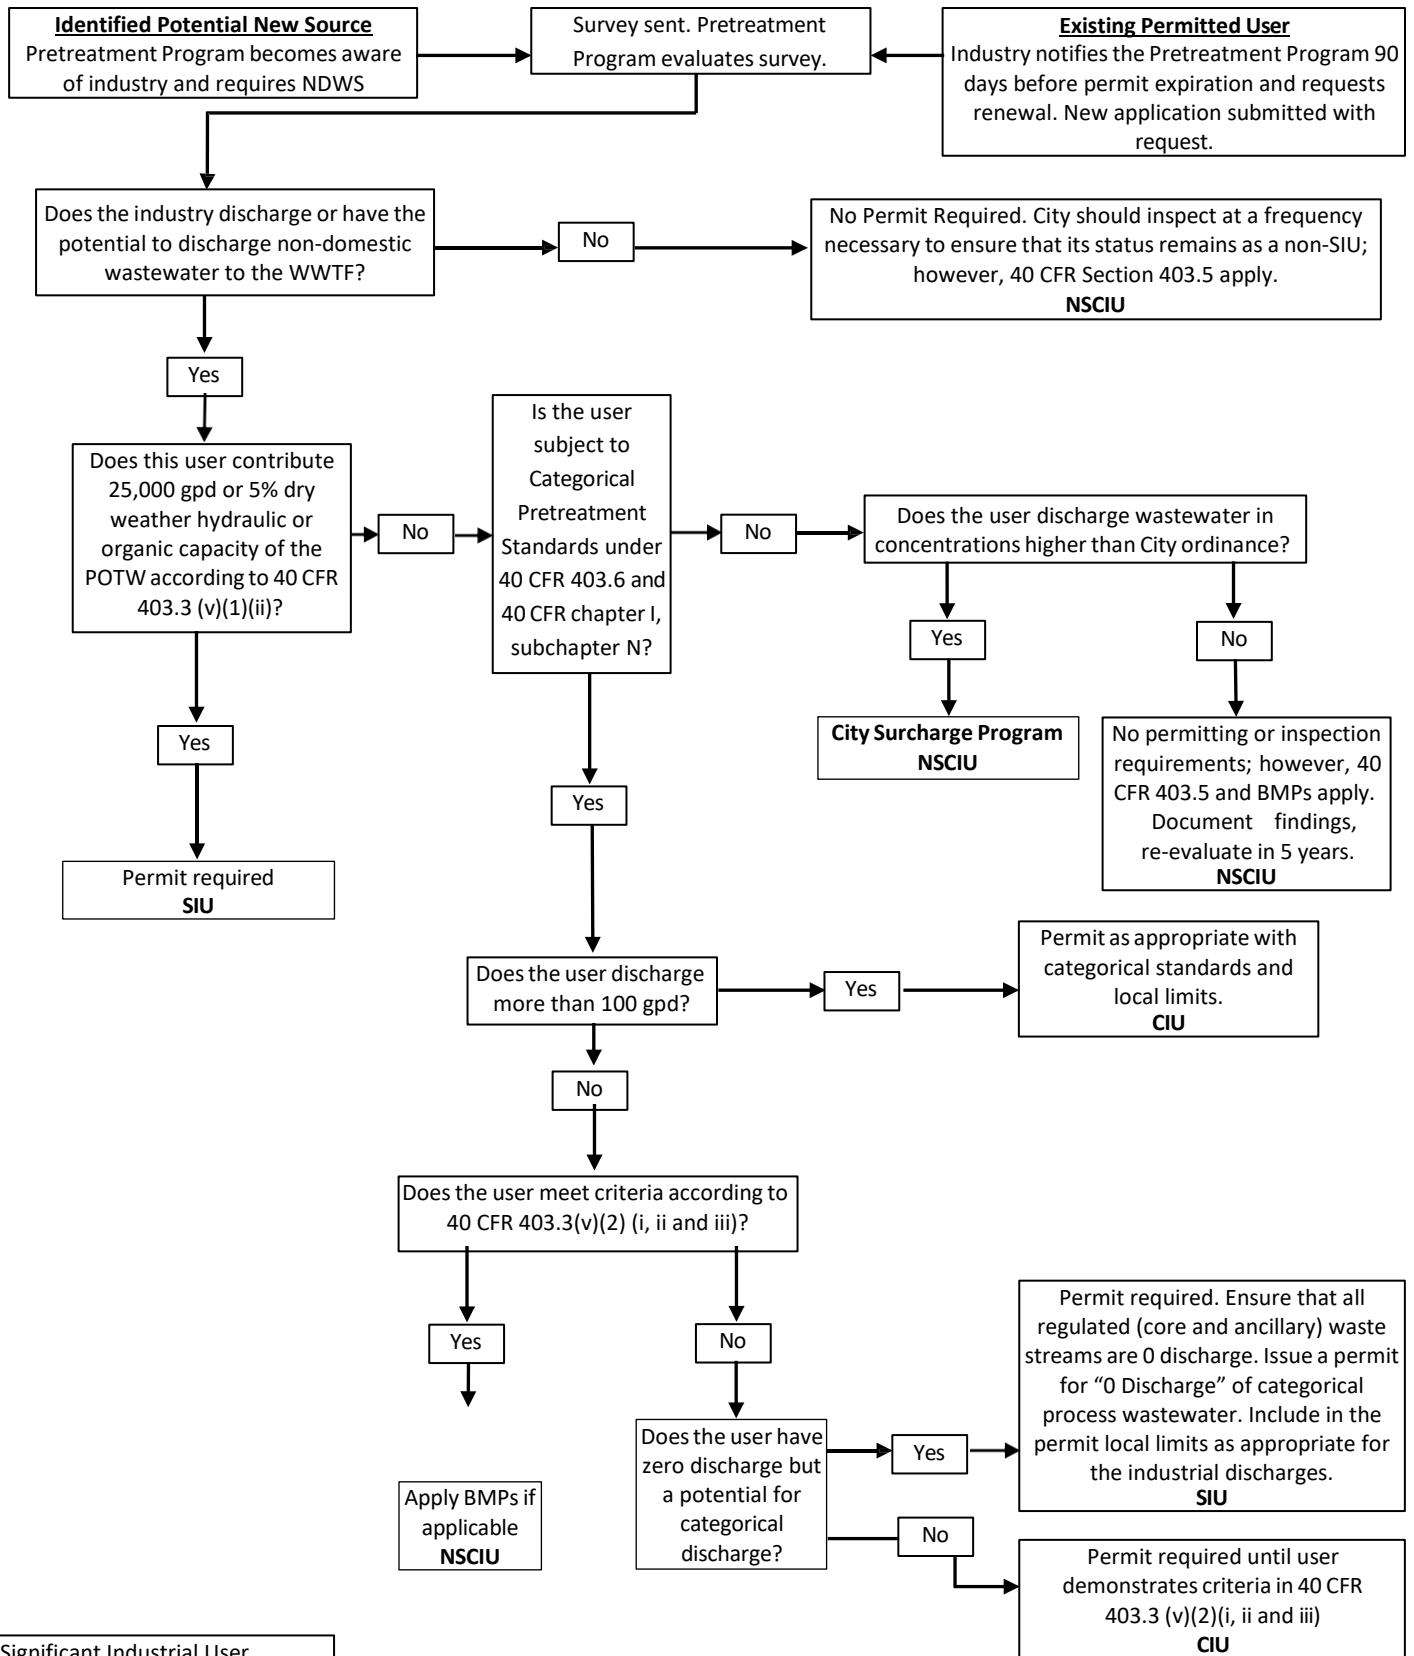 Identified Potential New Source
Pretreatment Program becomes aware
of industry and requires NDWS
Survey sent. Pretreatment
Program evaluates survey.
Existing Permitted User
Industry notifies the Pretreatment Program 90
days before permit expiration and requests
renewal. New application submitted with
request.
Does the industry discharge or have the
potential to discharge non-domestic
wastewater to the WWTF?
No
No Permit Required. City should inspect at a frequency
necessary to ensure that its status remains as a non-SIU;
however, 40 CFR Section 403.5 apply.
NSCIU
Yes
Does this user contribute
25,000 gpd or 5% dry
weather hydraulic or
organic capacity of the
POTW according to 40 CFR
403.3 (v)(1)(ii)?
No
Is the user
subject to
Categorical
Pretreatment
Standards under
40 CFR 403.6 and
40 CFR chapter I,
subchapter N?
No
Does the user discharge wastewater in
concentrations higher than City ordinance?
Yes
No
City Surcharge Program
NSCIU
No permitting or inspection
requirements; however, 40
CFR 403.5 and BMPs apply.
Document findings,
re-evaluate in 5 years.
NSCIU
Yes
Permit required
SIU
Yes
Does the user discharge
more than 100 gpd?
Yes
Permit as appropriate with
categorical standards and
local limits.
CIU
No
Does the user meet criteria according to
40 CFR 403.3(v)(2) (i, ii and iii)?
Yes
No
Apply BMPs if
applicable
NSCIU
Does the user have
zero discharge but
a potential for
categorical
discharge?
Yes
Permit required. Ensure that all
regulated (core and ancillary) waste
streams are 0 discharge. Issue a permit
for “0 Discharge” of categorical
process wastewater. Include in the
permit local limits as appropriate for
the industrial discharges.
SIU
No
Permit required until user
demonstrates criteria in 40 CFR
403.3 (v)(2)(i, ii and iii)
CIU
Significant Industrial User